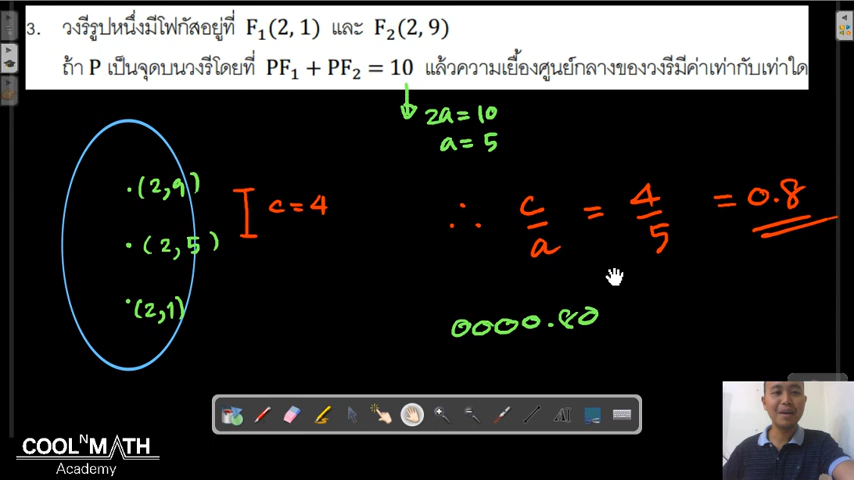 3. วงรีรูปหนึ่งมีโฟกัสอยู่ที่ F₁(2, 1) และ F₂(2, 9)
ถ้า P เป็นจุดบนวงรีโดยที่ PF₁ + PF₂ = 10 แล้วความเยื้องศูนย์กลางของวงรีมีค่าเท่ากับเท่าใด
2a = 10
a = 5
(2,9)
c = 4
(2,5)
(2,1)
∴ c/a = 4/5 = 0.8
0000.80
COOL N MATH
Academy